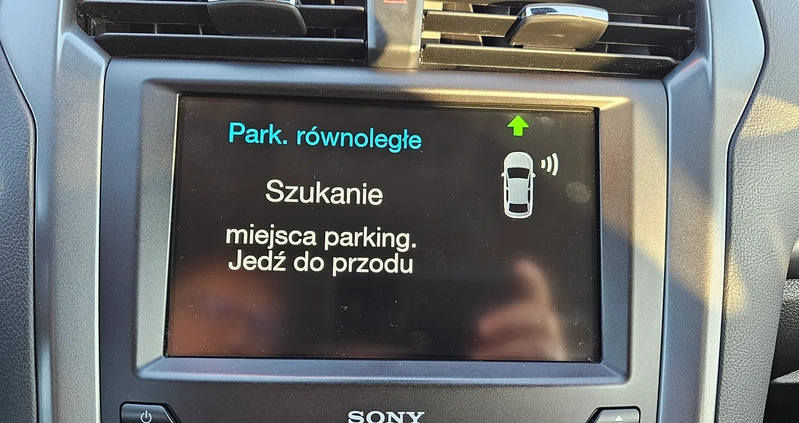 Park. równoległe
Szukanie
miejsca parking.
Jedź do przodu
SONY